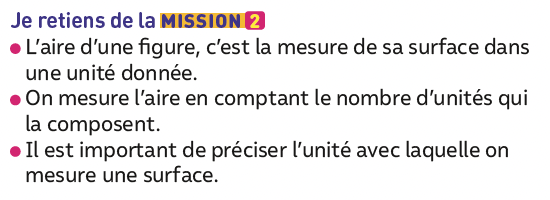 Je retiens de la MISSION 2
• L'aire d'une figure, c'est la mesure de sa surface dans
une unité donnée.
• On mesure l'aire en comptant le nombre d'unités qui
la composent.
• Il est important de préciser l'unité avec laquelle on
mesure une surface.